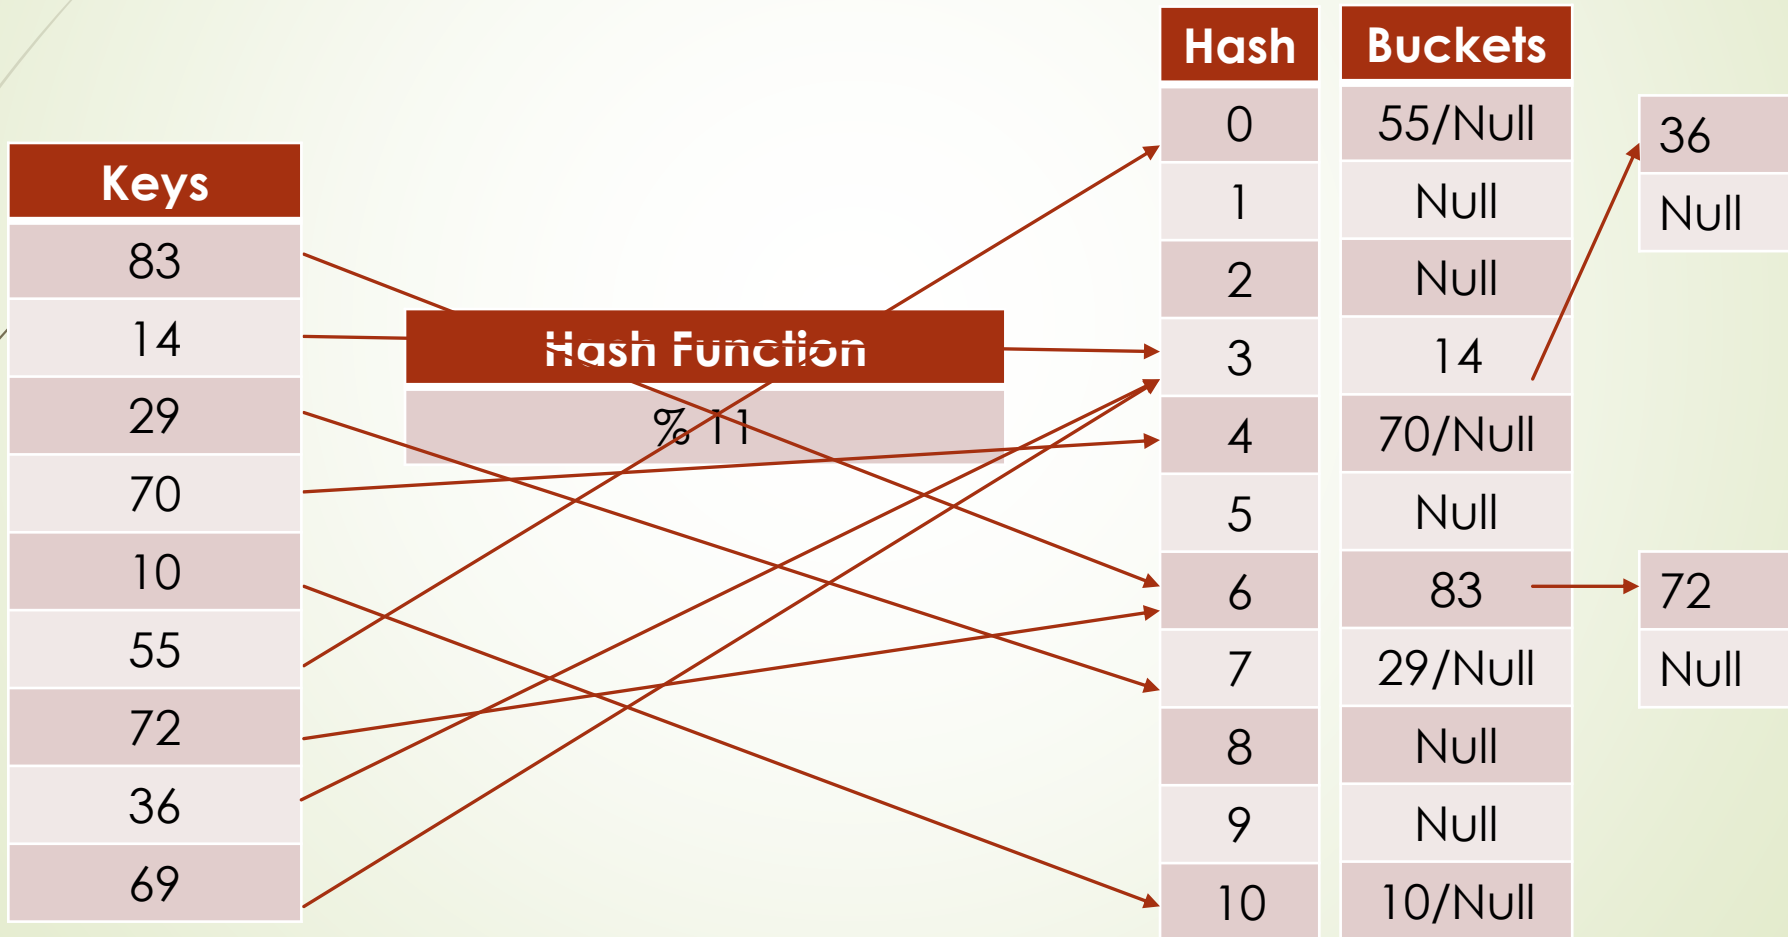 Keys
83
14
29
70
10
55
72
36
69
Hash Function
% 11
Hash Buckets
0 55/Null
1 Null
2 Null
3 14
4 70/Null
5 Null
6 83
7 29/Null
8 Null
9 Null
10 10/Null
36
Null
72
Null